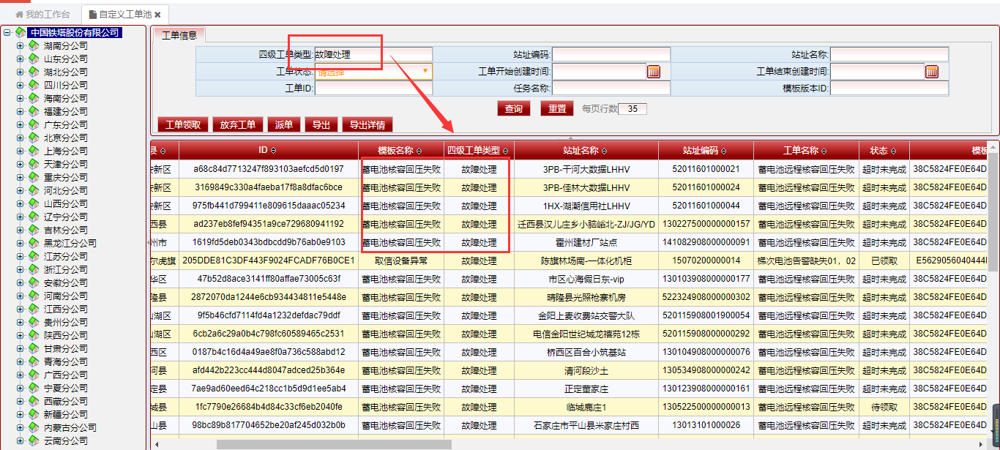 我的工作台
自定义工单池
中国铁塔股份有限公司
湖南分公司
山东分公司
湖北分公司
四川分公司
海南分公司
福建分公司
广东分公司
北京分公司
上海分公司
天津分公司
重庆分公司
河北分公司
山西分公司
辽宁分公司
吉林分公司
黑龙江分公司
江苏分公司
浙江分公司
安徽分公司
河南分公司
江西分公司
贵州分公司
陕西分公司
甘肃分公司
青海分公司
广西分公司
宁夏分公司
西藏分公司
新疆分公司
内蒙古分公司
云南分公司
工单信息
四级工单类型: 故障处理 站址编码: 站址名称:
工单状态: 请选择 工单开始创建时间: 工单结束创建时间:
工单ID: 任务名称: 模板版本ID:
查询 重置 每页行数 35
工单领取 放弃工单 派单 导出 导出详情
县 ID 模板名称 四级工单类型 站址名称 站址编码 工单名称 状态 模板
新区 a68c84d7713247f893103aefcd5d0197 蓄电池核容回压失败 故障处理 3PB-干河大数据LHHV 52011601000021 蓄电池远程核容回压失败 超时未完成 38C5824FE0E64D
新区 3169849c330a4faeba17f8a8dfac6bce 蓄电池核容回压失败 故障处理 3PB-佳林大数据LHHV 52011601000024 蓄电池远程核容回压失败 超时未完成 38C5824FE0E64D
新区 975fb441d799411e809615daaac05234 蓄电池核容回压失败 故障处理 1HX-湖潮信用社LHHV 52011601000044 蓄电池远程核容回压失败 超时未完成 38C5824FE0E64D
西县 ad237eb8fef94351a9ce729680941192 蓄电池核容回压失败 故障处理 迁西县汉儿庄乡小脑峪北-ZJ/JG/YD 130227500000000157 蓄电池远程核容回压失败 超时未完成 38C5824FE0E64D
州市 1619fd5deb0343bdbcdd9b76ab0e9103 蓄电池核容回压失败 故障处理 霍州建材厂站点 141082908000000091 蓄电池远程核容回压失败 超时未完成 38C5824FE0E64D
尔虎旗 205DDE81C3DF443F9024FCADF76B0CE1 取信设备异常 故障处理 陈旗林场南-一体化机柜 15070200000014 梯次电池告警缺失01，02 已领取 E5629056040444
华区 47b52d8ace3141ff80affae73005c63f 蓄电池核容回压失败 故障处理 市区心海假日东-vip 130103908000000177 蓄电池远程核容回压失败 超时未完成 38C5824FE0E64D
隆县 2872070da1244e6cb934434811e5448e 蓄电池核容回压失败 故障处理 晴隆县光照枪寨机房 522324908000000302 蓄电池远程核容回压失败 超时未完成 38C5824FE0E64D
湖区 9f5b46cfd7114fd4a1232defdac79ddf 蓄电池核容回压失败 故障处理 金阳上麦收费站交警大队 520115908001900054 蓄电池远程核容回压失败 超时未完成 38C5824FE0E64D
湖区 6cb2a6c29a0b4c798fc60589465c2531 蓄电池核容回压失败 故障处理 电信金阳世纪城龙禧苑12栋 520115908000000292 蓄电池远程核容回压失败 超时未完成 38C5824FE0E64D
西区 0187b4c16d4a49ae8f0a736c588abd12 蓄电池核容回压失败 故障处理 桥西区百合小筑基站 130104908000000076 蓄电池远程核容回压失败 超时未完成 38C5824FE0E64D
河县 afd442b223cc444d8047adced25b364e 蓄电池核容回压失败 故障处理 清河段沙土 130534908000000242 蓄电池远程核容回压失败 超时未完成 38C5824FE0E64D
定县 7ae9ad60eed64c218cc1b5d9d1ee5ab4 蓄电池核容回压失败 故障处理 正定董家庄 130123908000000161 蓄电池远程核容回压失败 超时未完成 38C5824FE0E64D
城县 1fc7790e26684b4d84c33cf6eb2040fe 蓄电池核容回压失败 故障处理 临城鹿庄1 130522500000000013 蓄电池远程核容回压失败 待领取 38C5824FE0E64D
山县 98bc89b817704652be20af245d032b0b 蓄电池核容回压失败 故障处理 石家庄市平山县米家庄村西 13013101000026 蓄电池远程核容回压失败 超时未完成 38C5824FE0E64D